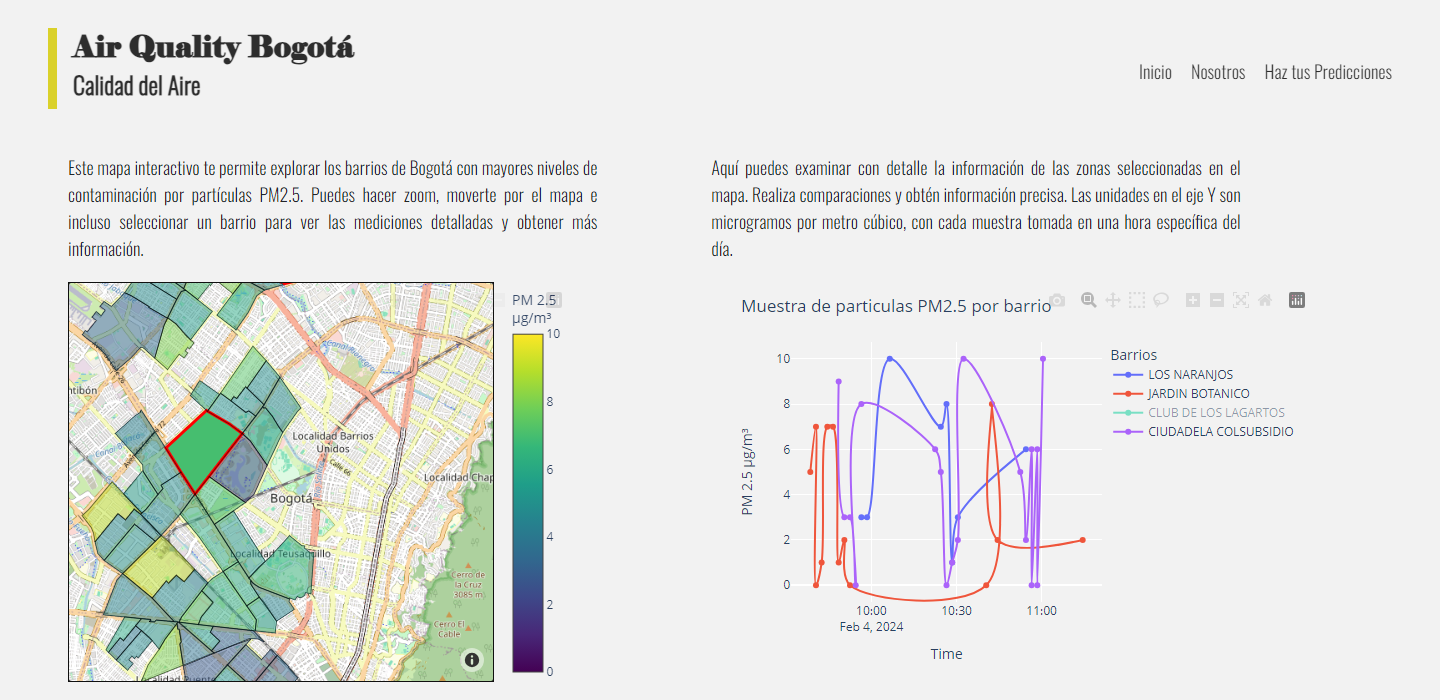 Air Quality Bogotá
Calidad del Aire
Inicio
Nosotros
Haz tus Predicciones
Este mapa interactivo te permite explorar los barrios de Bogotá con mayores niveles de
contaminación por partículas PM2.5. Puedes hacer zoom, moverte por el mapa e
incluso seleccionar un barrio para ver las mediciones detalladas y obtener más
información.
Aquí puedes examinar con detalle la información de las zonas seleccionadas en el
mapa. Realiza comparaciones y obtén información precisa. Las unidades en el eje Y son
microgramos por metro cúbico, con cada muestra tomada en una hora específica del
día.
ntibón
Localidad Barrios
Unidos
Calle 66
Localidad Chap
Bogotá
Localidad Teusaquillo
Cerro de
la Cruz
3085 m
Cerro El
Cable
Localidad Puente
PM 2.5
µg/m³
10
8
6
4
2
0
Muestra de particulas PM2.5 por barrio
PM 2.5 µg/m³
10
8
6
4
2
0
10:00
10:30
11:00
Feb 4, 2024
Time
Barrios
LOS NARANJOS
JARDIN BOTANICO
CLUB DE LOS LAGARTOS
CIUDADELA COLSUBSIDIO